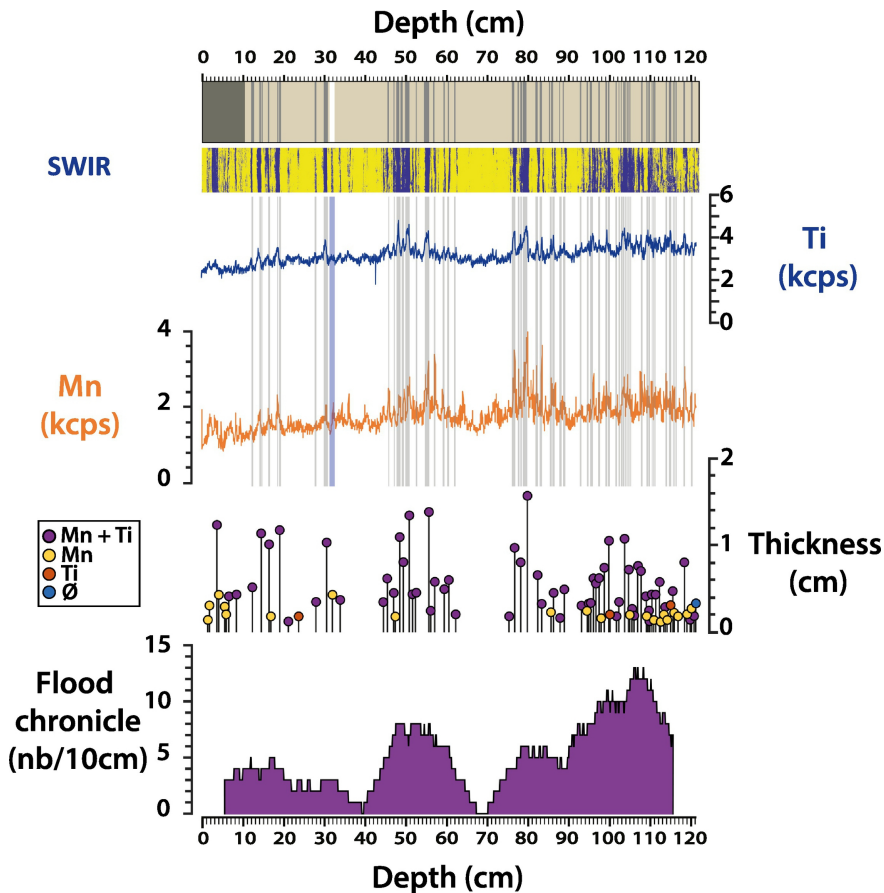 Depth (cm)
0 10 20 30 40 50 60 70 80 90 100 110 120
SWIR
6
4
2
0
Ti
(kcps)
4
2
0
Mn
(kcps)
2
1
0
Thickness
(cm)
Mn + Ti
Mn
Ti
Ø
15
10
5
0
Flood
chronicle
(nb/10cm)
0 10 20 30 40 50 60 70 80 90 100 110 120
Depth (cm)